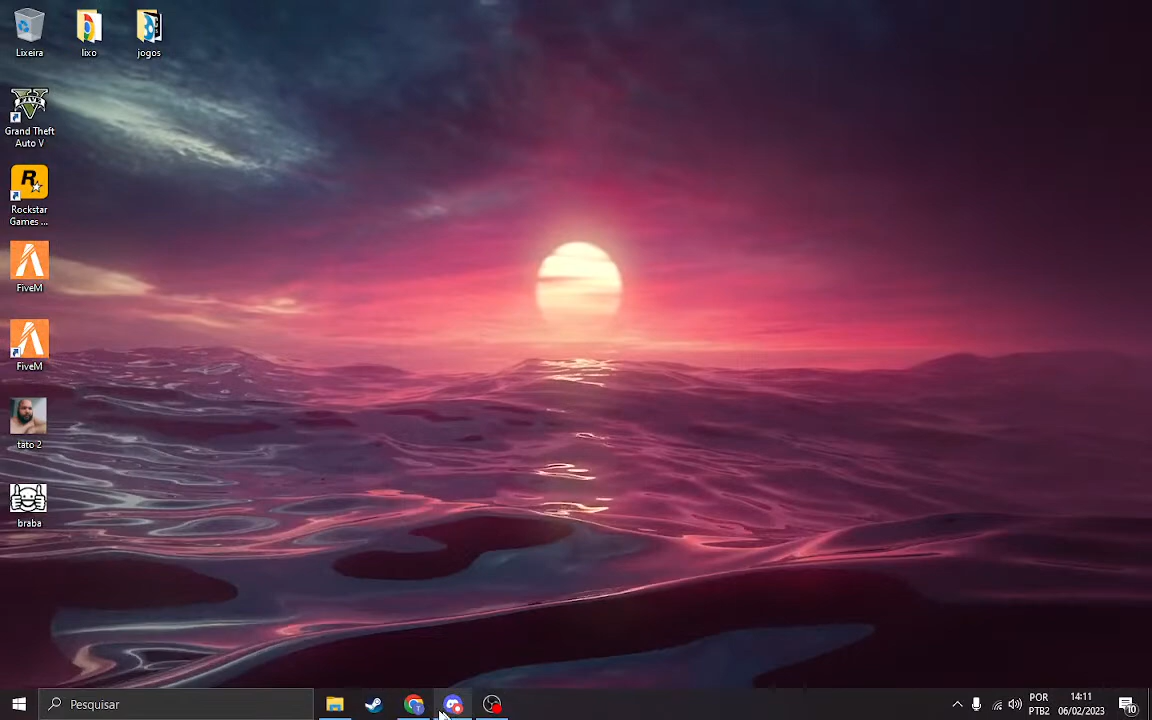 Lixeira
lixo
jogos
Grand Theft
Auto V
Rockstar
Games ...
FiveM
FiveM
tato 2
braba
Pesquisar
POR
PTB2
14:11
06/02/2023
10